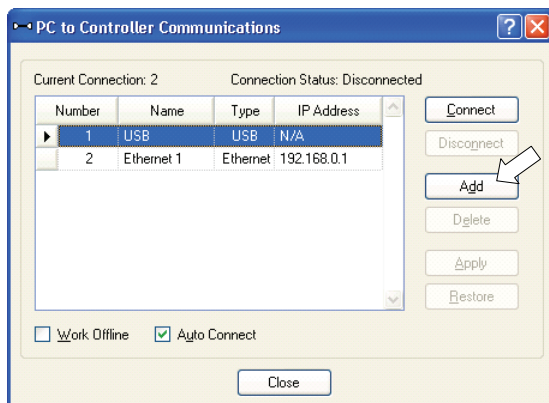 PC to Controller Communications
Current Connection: 2 Connection Status: Disconnected
Number Name Type IP Address
1 USB USB N/A
2 Ethernet 1 Ethernet 192.168.0.1
Connect
Disconnect
Add
Delete
Apply
Restore
Work Offline Auto Connect
Close